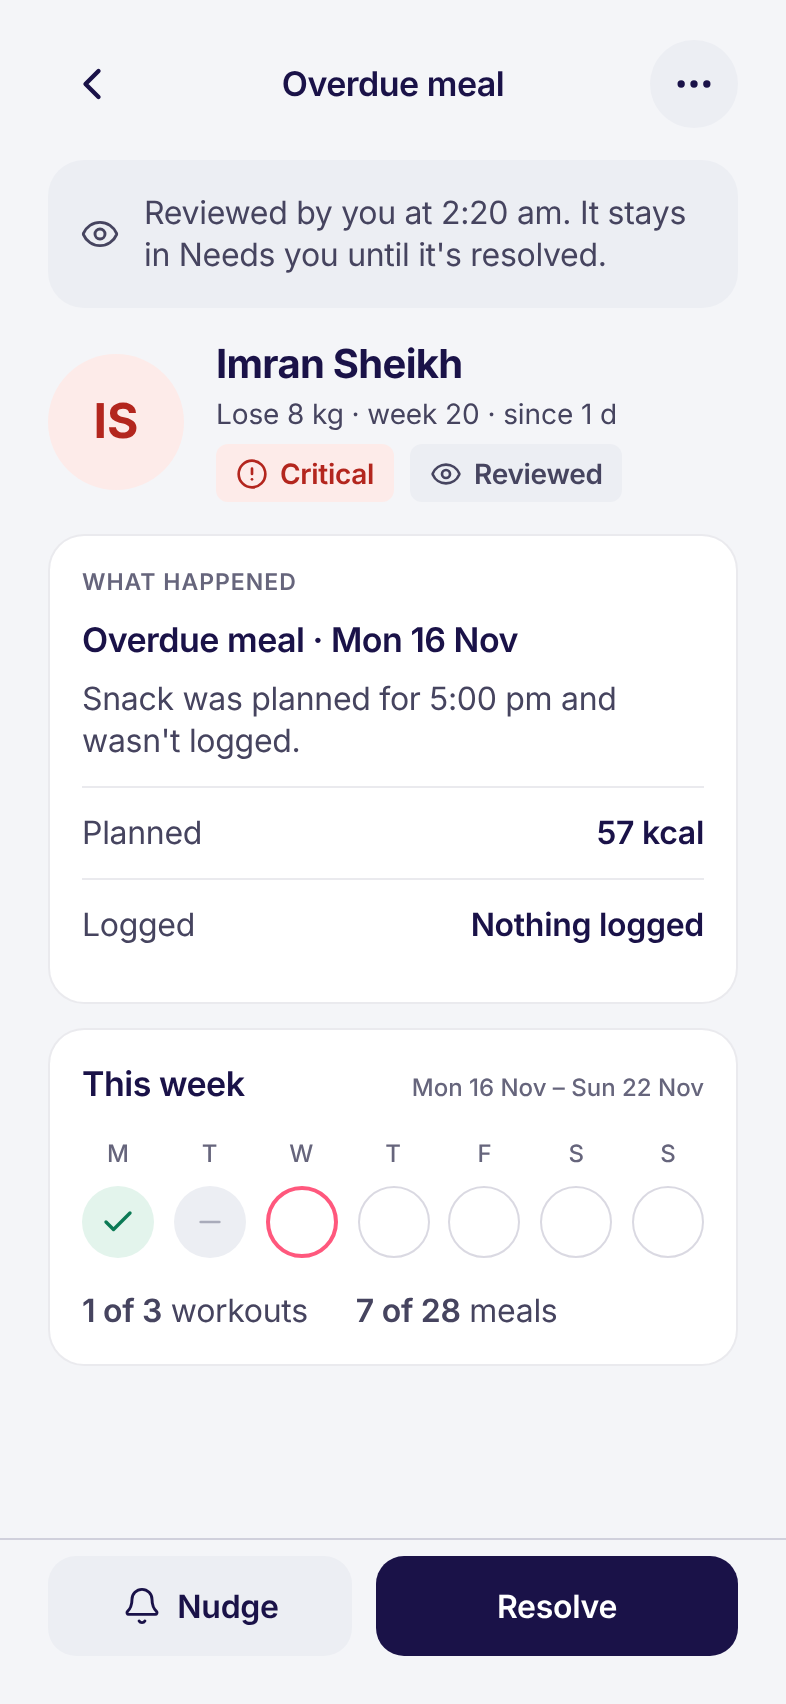 Overdue meal
Reviewed by you at 2:20 am. It stays
in Needs you until it's resolved.
IS
Imran Sheikh
Lose 8 kg · week 20 · since 1 d
Critical
Reviewed
WHAT HAPPENED
Overdue meal · Mon 16 Nov
Snack was planned for 5:00 pm and
wasn't logged.
Planned 57 kcal
Logged Nothing logged
This week Mon 16 Nov – Sun 22 Nov
M T W T F S S
1 of 3 workouts 7 of 28 meals
Nudge
Resolve